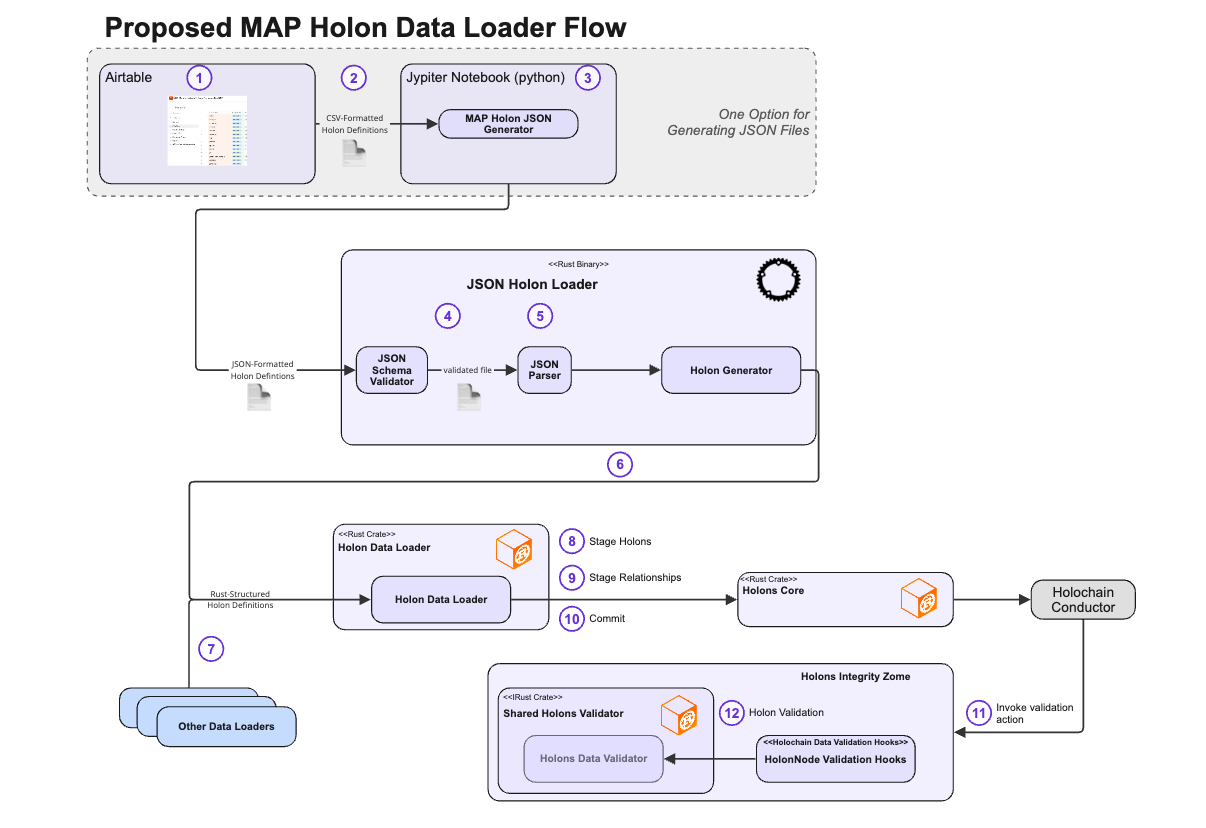 Proposed MAP Holon Data Loader Flow
Airtable
1
2
CSV-Formatted
Holon Definitions
Jypiter Notebook (python)
3
MAP Holon JSON
Generator
One Option for
Generating JSON Files
<<Rust Binary>>
JSON Holon Loader
4
5
JSON-Formatted
Holon Defintions
JSON
Schema
Validator
validated file
JSON
Parser
Holon Generator
6
<<Rust Crate>>
Holon Data Loader
8
Stage Holons
9
Stage Relationships
10
Commit
Rust-Structured
Holon Definitions
Holon Data Loader
<<Rust Crate>>
Holons Core
Holochain
Conductor
7
Other Data Loaders
Holons Integrity Zome
<<IRust Crate>>
Shared Holons Validator
12
Holon Validation
11
Invoke validation
action
Holons Data Validator
<<Holochain Data Validation Hooks>>
HolonNode Validation Hooks